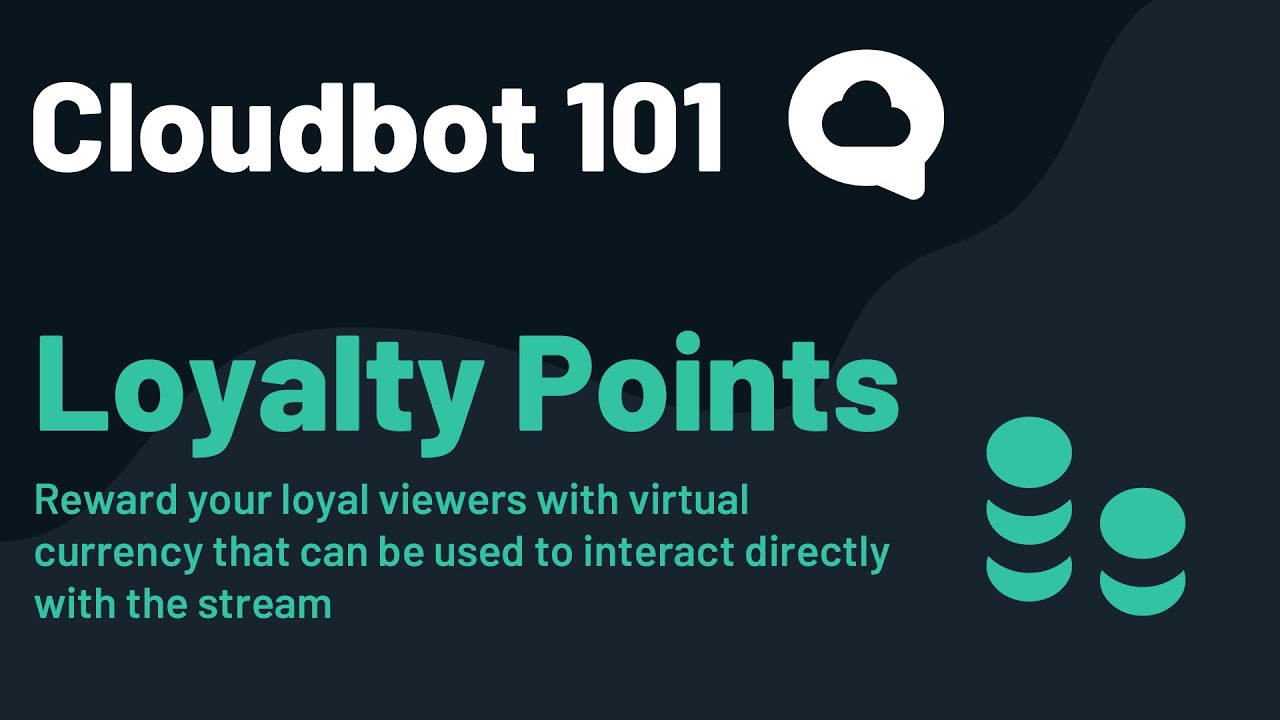 Cloudbot 101
Loyalty Points
Reward your loyal viewers with virtual
currency that can be used to interact directly
with the stream